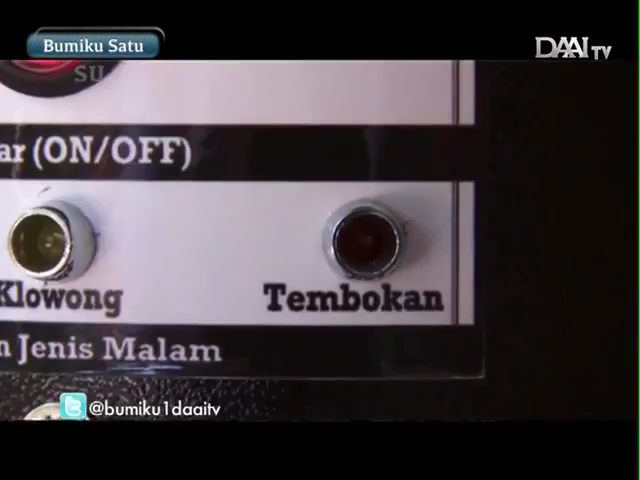 Bumiku Satu
DAAI TV
SU
ar (ON/OFF)
Klowong
Tembokan
n Jenis Malam
@bumiku1daaitv